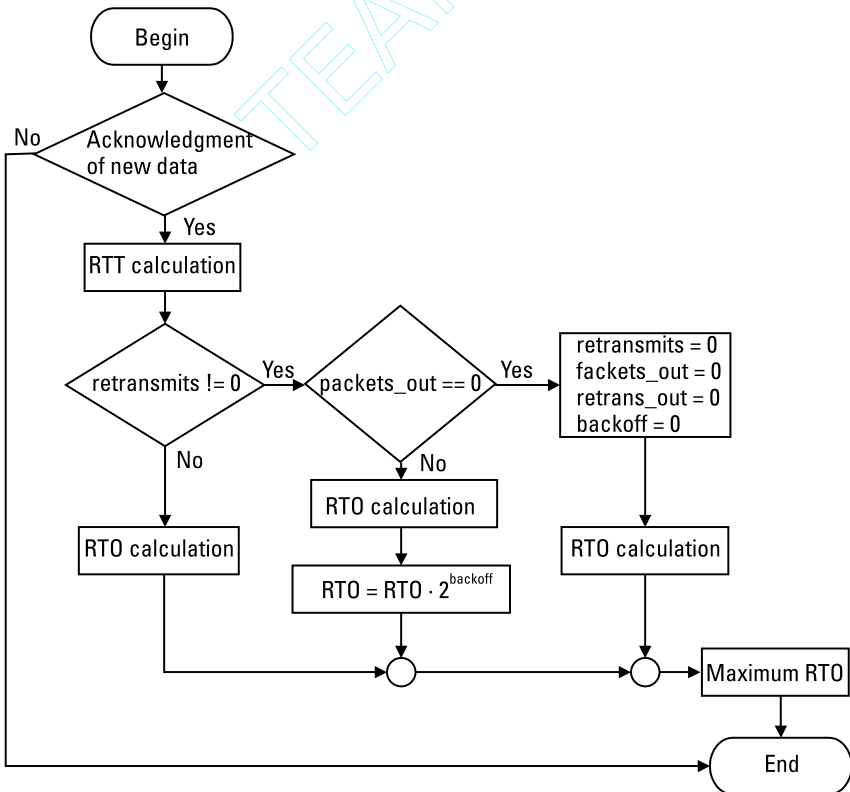 TEAM
Begin
No
Acknowledgment
of new data
Yes
RTT calculation
retransmits != 0
Yes
packets_out == 0
Yes
retransmits = 0
fackets_out = 0
retrans_out = 0
backoff = 0
No
No
RTO calculation
RTO calculation
RTO calculation
RTO = RTO · 2^backoff
Maximum RTO
End